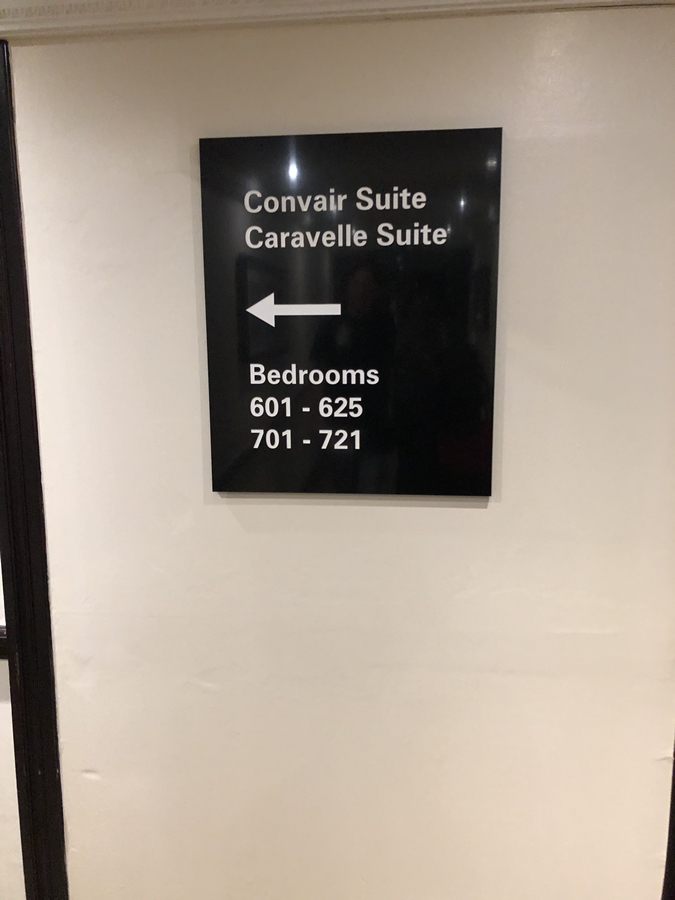 Convair Suite
Caravelle Suite
Bedrooms
601 - 625
701 - 721